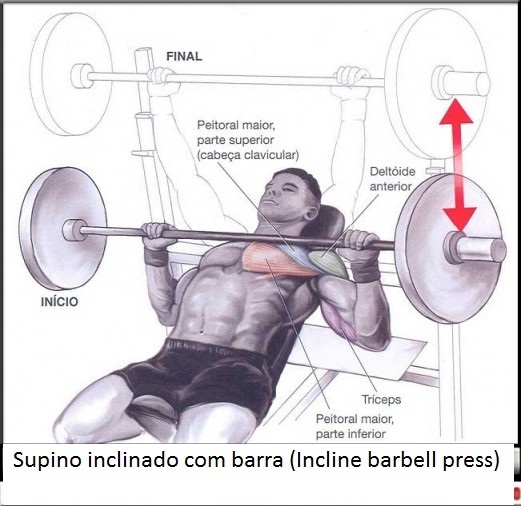 FINAL
Peitoral maior,
parte superior
(cabeça clavicular)
Deltóide
anterior
INÍCIO
Tríceps
Peitoral maior,
parte inferior
Supino inclinado com barra (Incline barbell press)